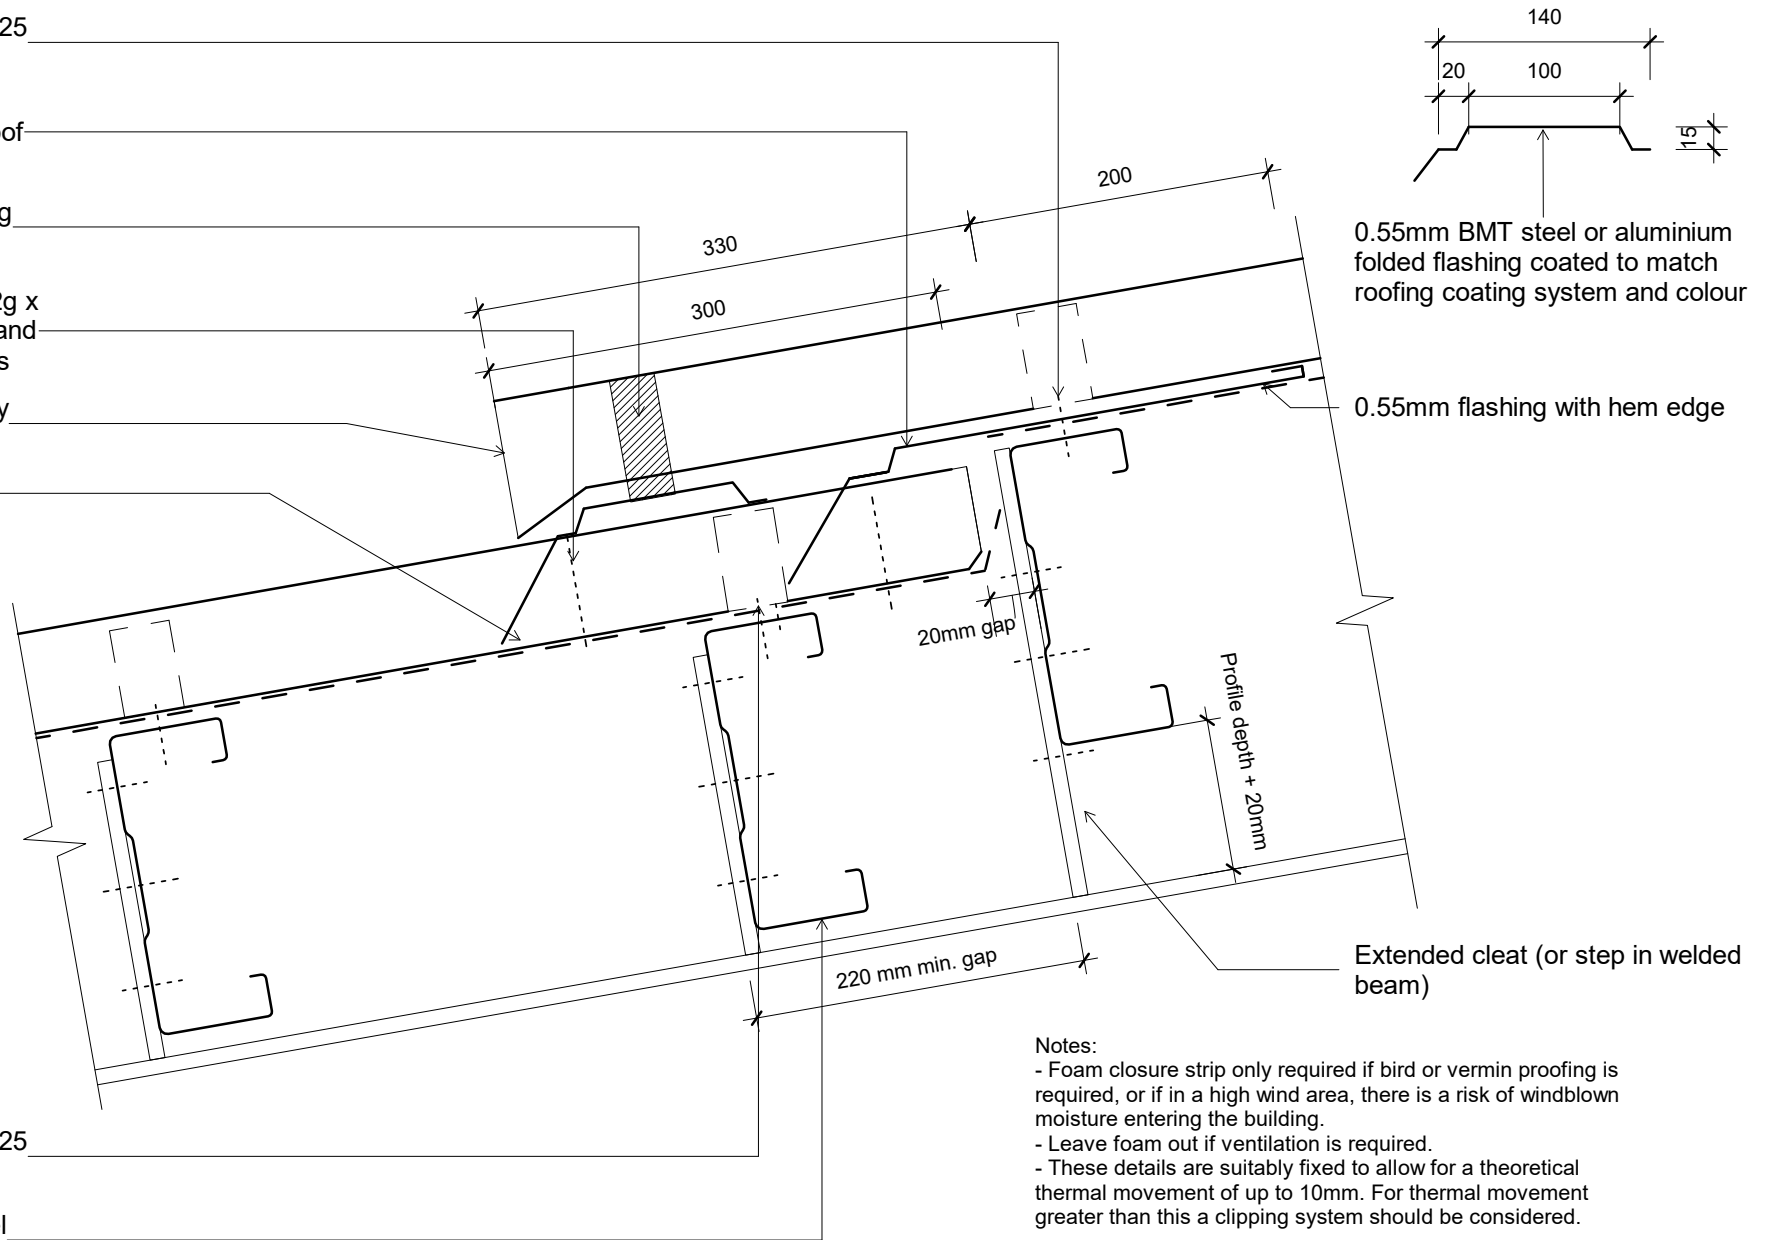 25
of
g
2g x
and
s
y
25
l
140
20
100
15
200
330
300
0.55mm BMT steel or aluminium
folded flashing coated to match
roofing coating system and colour
0.55mm flashing with hem edge
20mm gap
Profile depth + 20mm
220 mm min. gap
Extended cleat (or step in welded
beam)
Notes:
- Foam closure strip only required if bird or vermin proofing is
required, or if in a high wind area, there is a risk of windblown
moisture entering the building.
- Leave foam out if ventilation is required.
- These details are suitably fixed to allow for a theoretical
thermal movement of up to 10mm. For thermal movement
greater than this a clipping system should be considered.